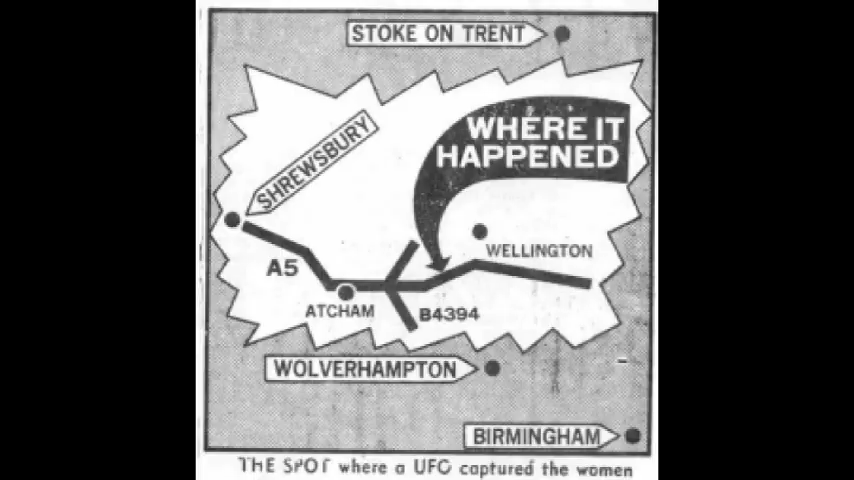 STOKE ON TRENT
WHERE IT
HAPPENED
SHREWSBURY
WELLINGTON
A5
ATCHAM
B4394
WOLVERHAMPTON
BIRMINGHAM
THE SPOT where a UFO captured the women